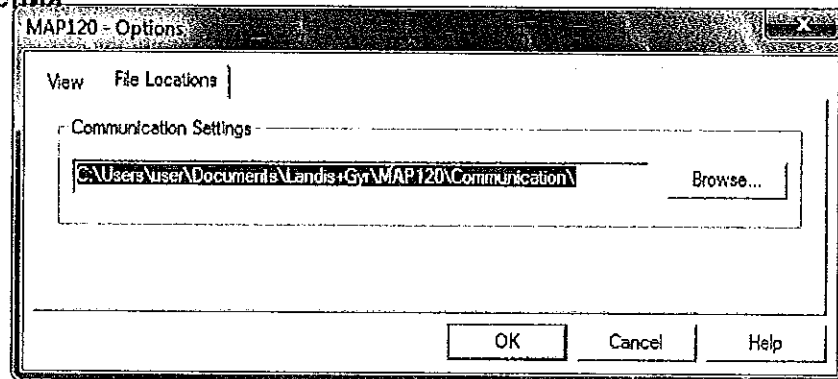 MAP120 - Options
View File Locations
Communication Settings
C:\Users\user\Documents\Landis+Gyr\MAP120\Communication\
Browse...
OK Cancel Help